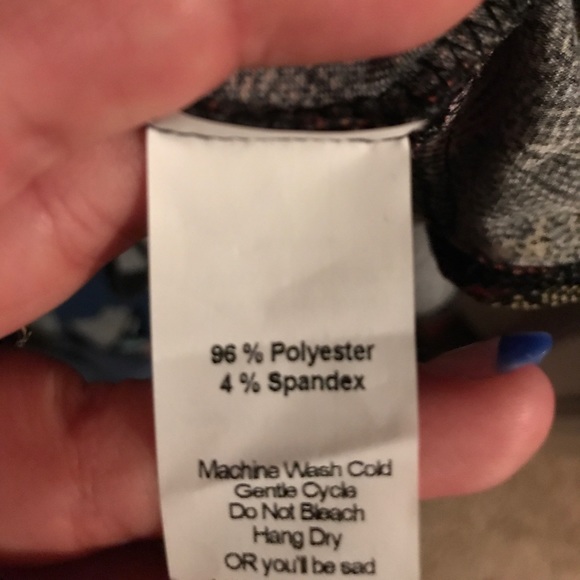 96 % Polyester
4 % Spandex
Machine Wash Cold
Gentle Cycle
Do Not Bleach
Hang Dry
OR you'll be sad